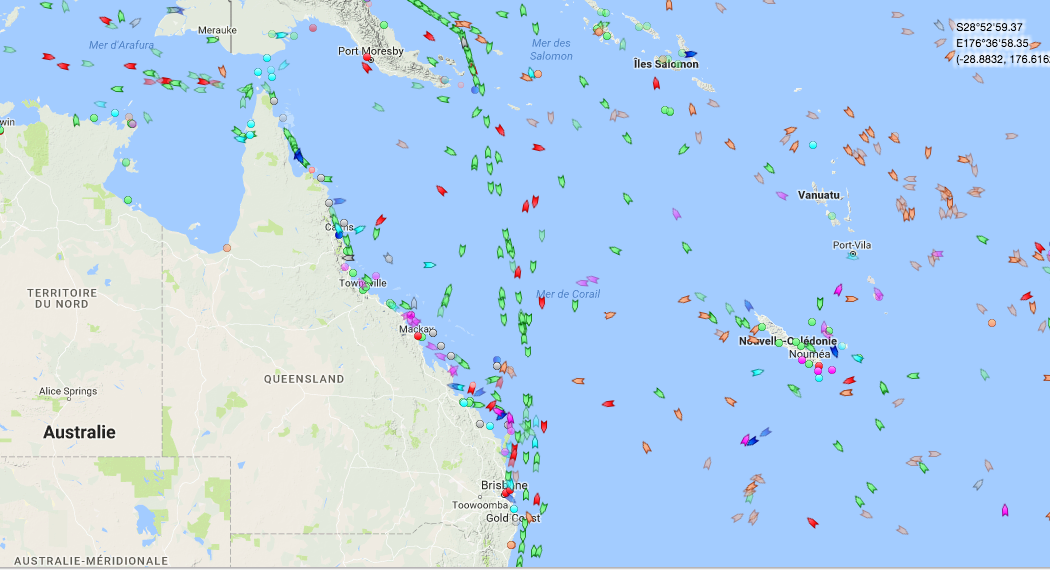 Merauke
Mer d'Arafura
Port Moresby
Mer des
Salomon
Îles Salomon
S28°52'59.37
E176°36'58.35
(-28.8832, 176.616
win
Cairns
Vanuatu
Port-Vila
Townsville
TERRITOIRE
DU NORD
Mer de Corail
Mackay
Nouvelle-Calédonie
Nouméa
QUEENSLAND
Alice Springs
Australie
Brisbane
Toowoomba
Gold Coast
AUSTRALIE-MÉRIDIONALE